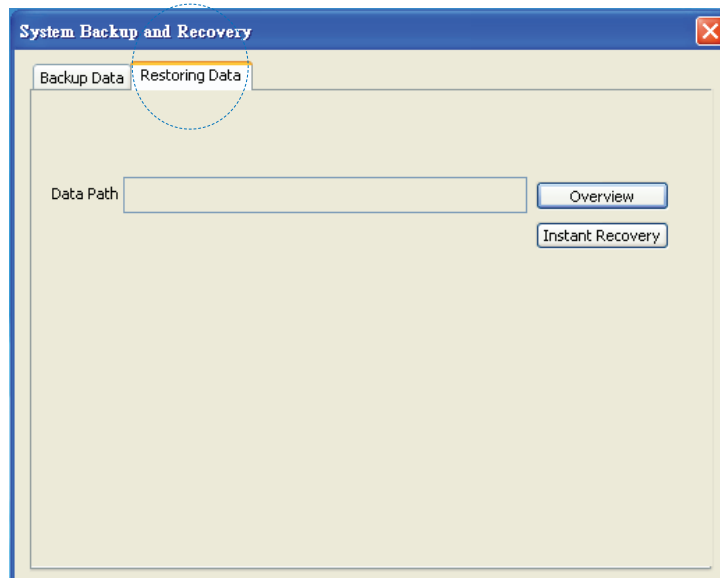 System Backup and Recovery
Backup Data Restoring Data
Data Path Overview
Instant Recovery